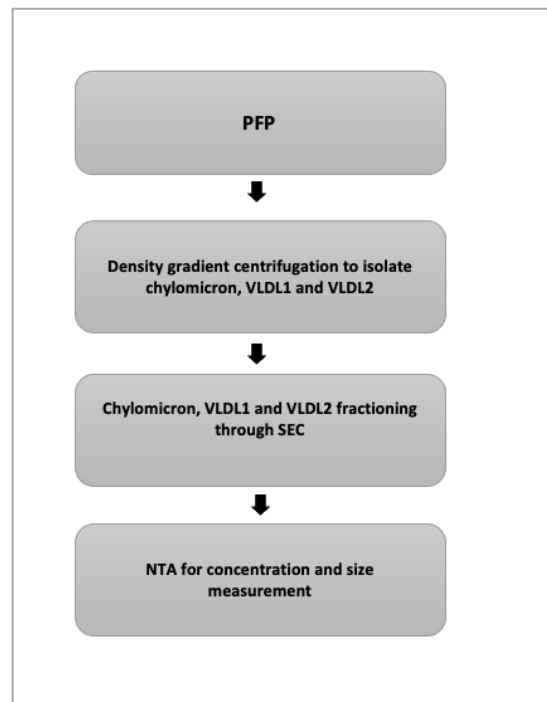 PFP
Density gradient centrifugation to isolate
chylomicron, VLDL1 and VLDL2
Chylomicron, VLDL1 and VLDL2 fractioning
through SEC
NTA for concentration and size
measurement